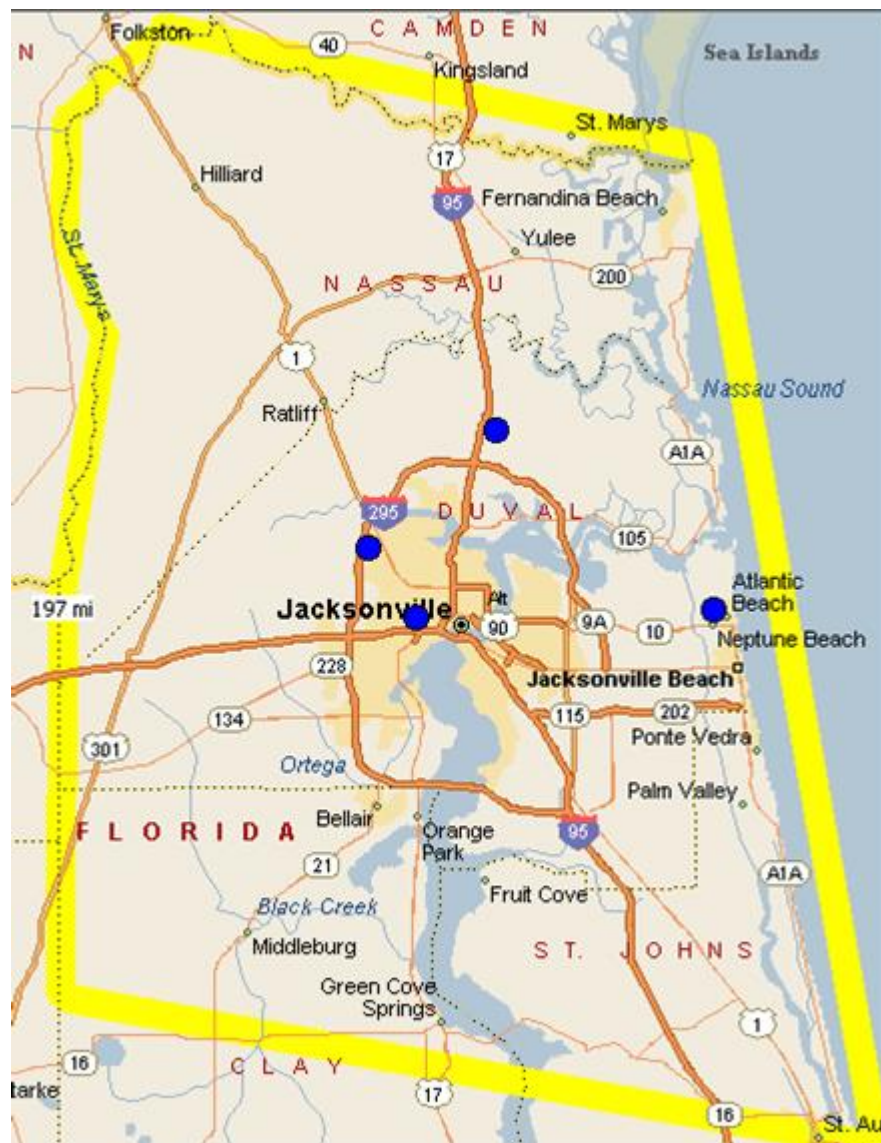 Folkston
CAMDEN
40
Kingsland
Sea Islands
N
St. Marys
17
Hilliard
95
Fernandina Beach
Yulee
St. Marys
200
NASSAU
1
Nassau Sound
Ratliff
A1A
295
DUVAL
105
197 mi
Jacksonville
Alt
90
9A
10
Atlantic
Beach
Neptune Beach
228
Jacksonville Beach
134
115
202
301
Ponte Vedra
Ortega
Palm Valley
Bellair
FLORIDA
Orange
Park
95
21
A1A
Fruit Cove
Black Creek
Middleburg
ST. JOHNS
Green Cove
Springs
1
16
CLAY
tarke
17
16
St. Au